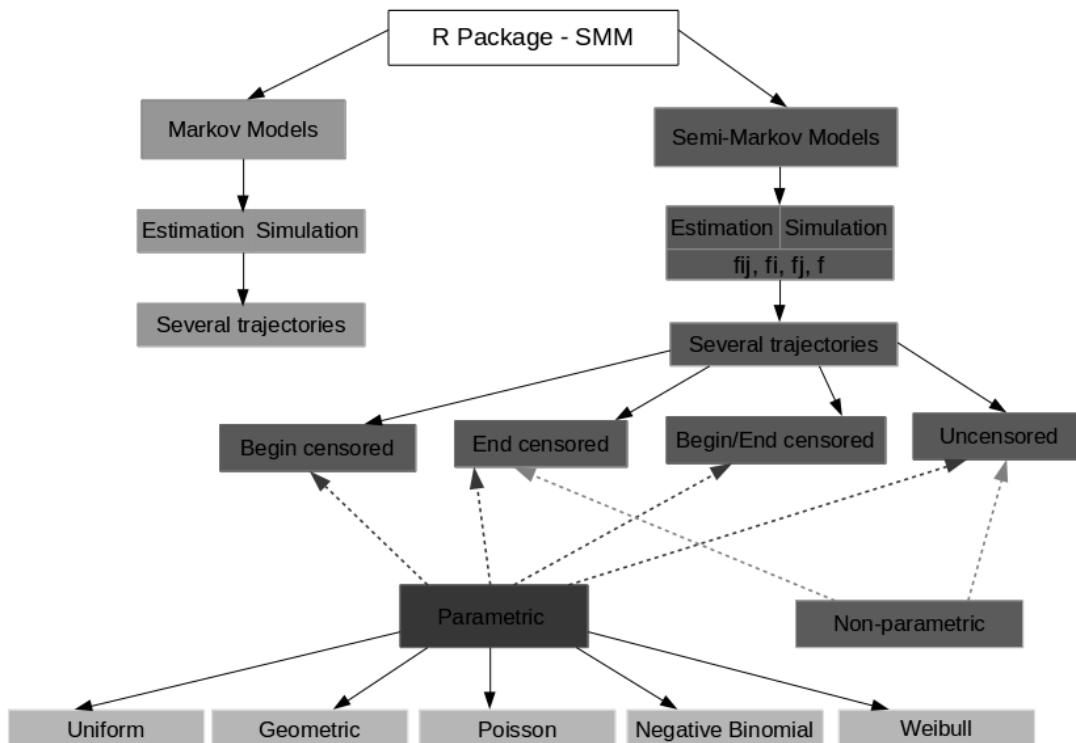 R Package - SMM
Markov Models
Semi-Markov Models
Estimation Simulation
Estimation Simulation
fij, fi, fj, f
Several trajectories
Several trajectories
Begin censored
End censored
Begin/End censored
Uncensored
Parametric
Non-parametric
Uniform
Geometric
Poisson
Negative Binomial
Weibull